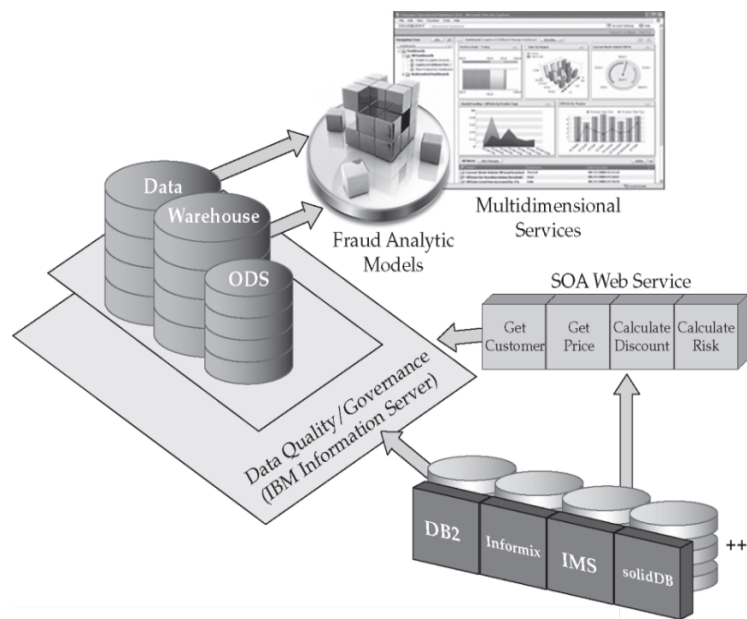 Data
Warehouse
ODS
Fraud Analytic
Models
Multidimensional
Services
SOA Web Service
Get
Customer
Get
Price
Calculate
Discount
Calculate
Risk
Data Quality/Governance
(IBM Information Server)
DB2
Informix
IMS
solidDB
++